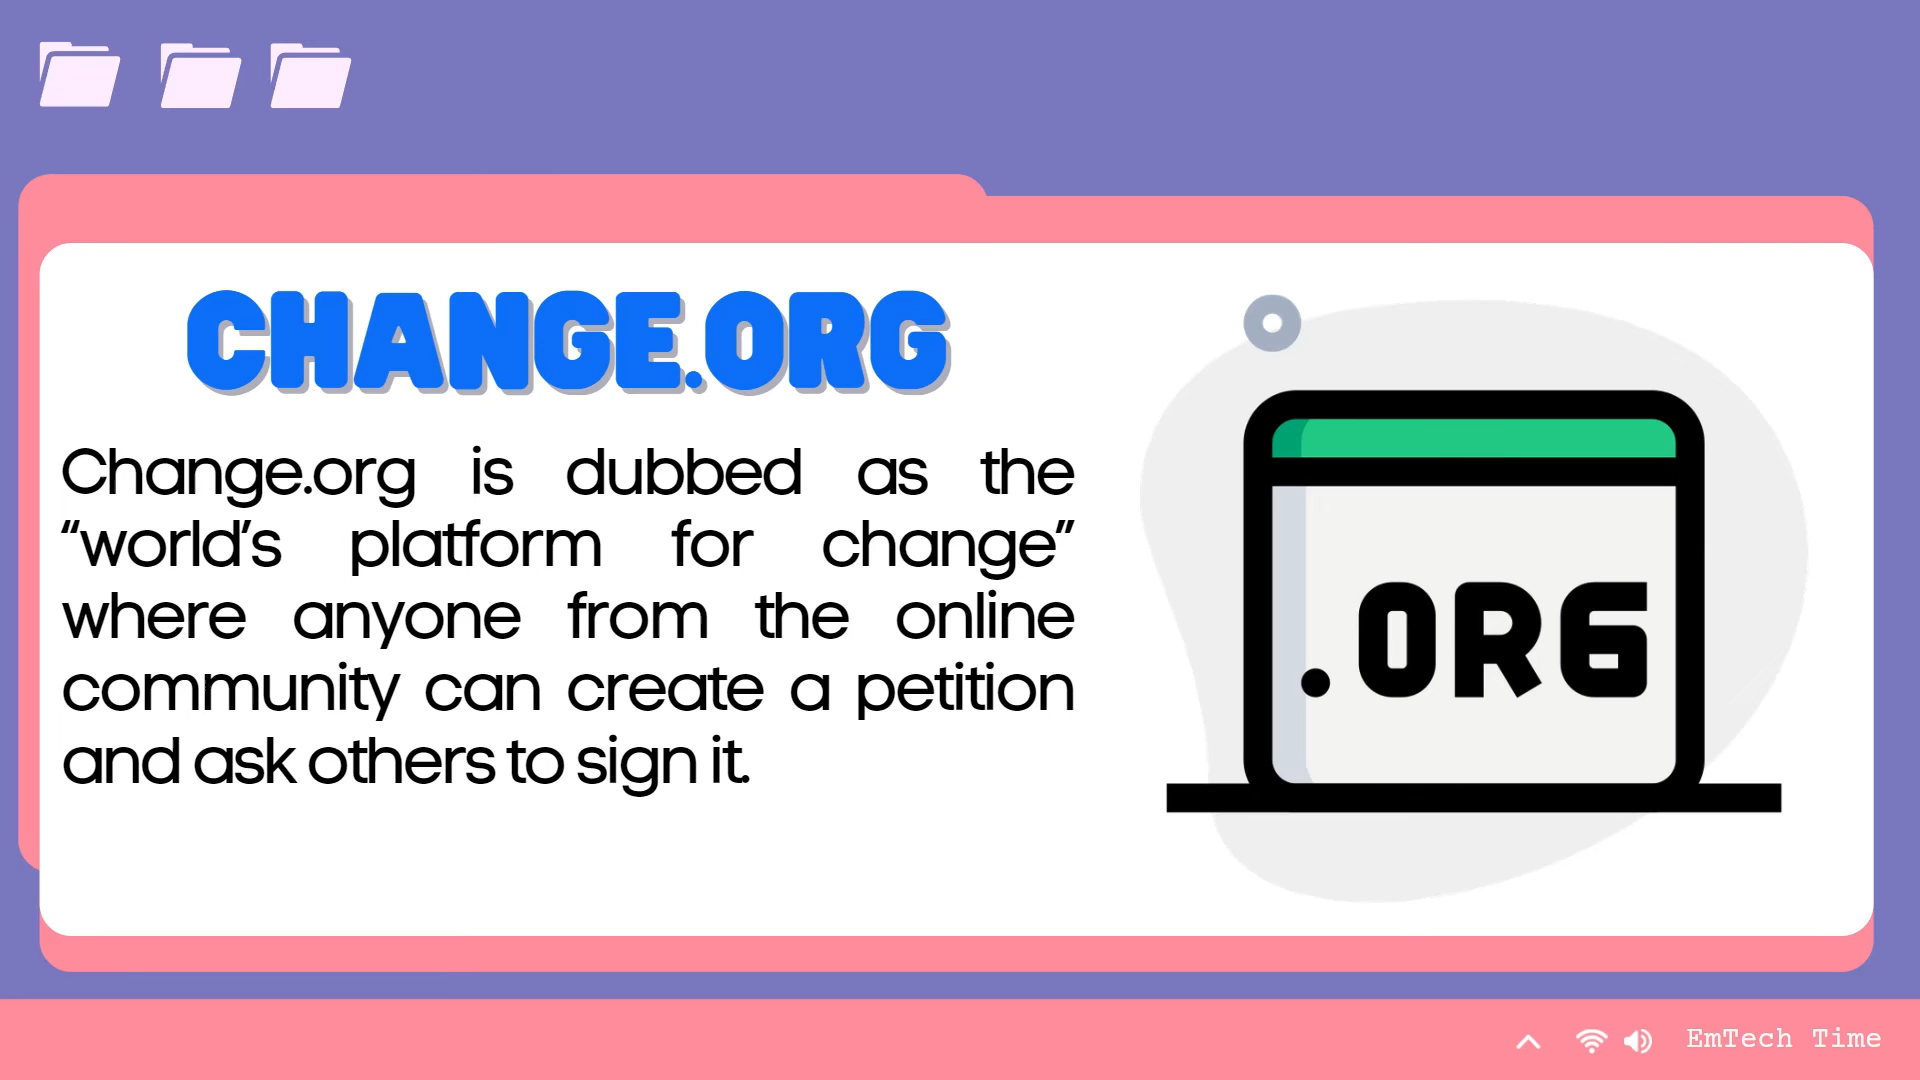 CHANGE.ORG
Change.org is dubbed as the
“world’s platform for change”
where anyone from the online
community can create a petition
and ask others to sign it.
.ORG
EmTech Time